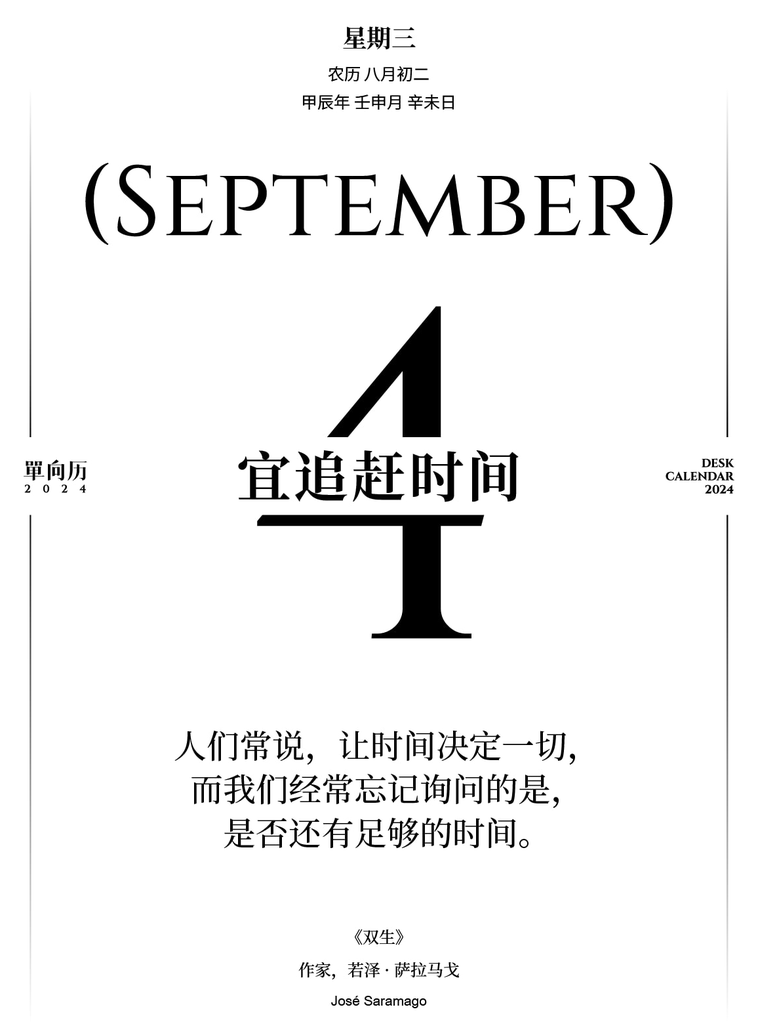 星期三
农历 八月初二
甲辰年 壬申月 辛未日
(SEPTEMBER)
4
單向历
2024
宜追赶时间
DESK
CALENDAR
2024
人们常说，让时间决定一切，
而我们经常忘记询问的是，
是否还有足够的时间。
《双生》
作家，若泽·萨拉马戈
José Saramago